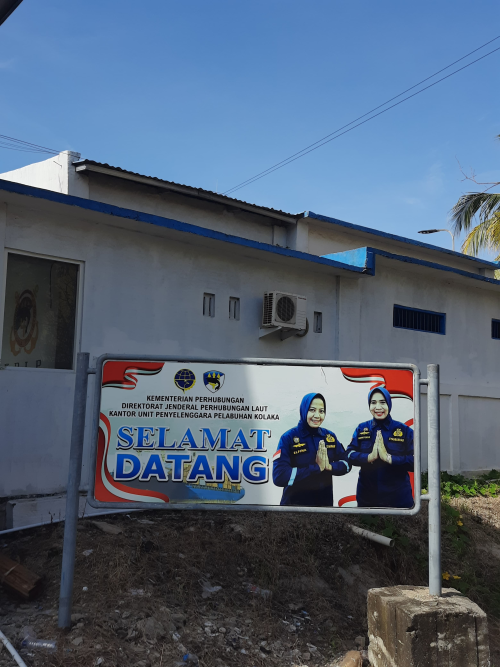 KEMENTERIAN PERHUBUNGAN
DIREKTORAT JENDERAL PERHUBUNGAN LAUT
KANTOR UNIT PENYELENGGARA PELABUHAN KOLAKA
SELAMAT
DATANG